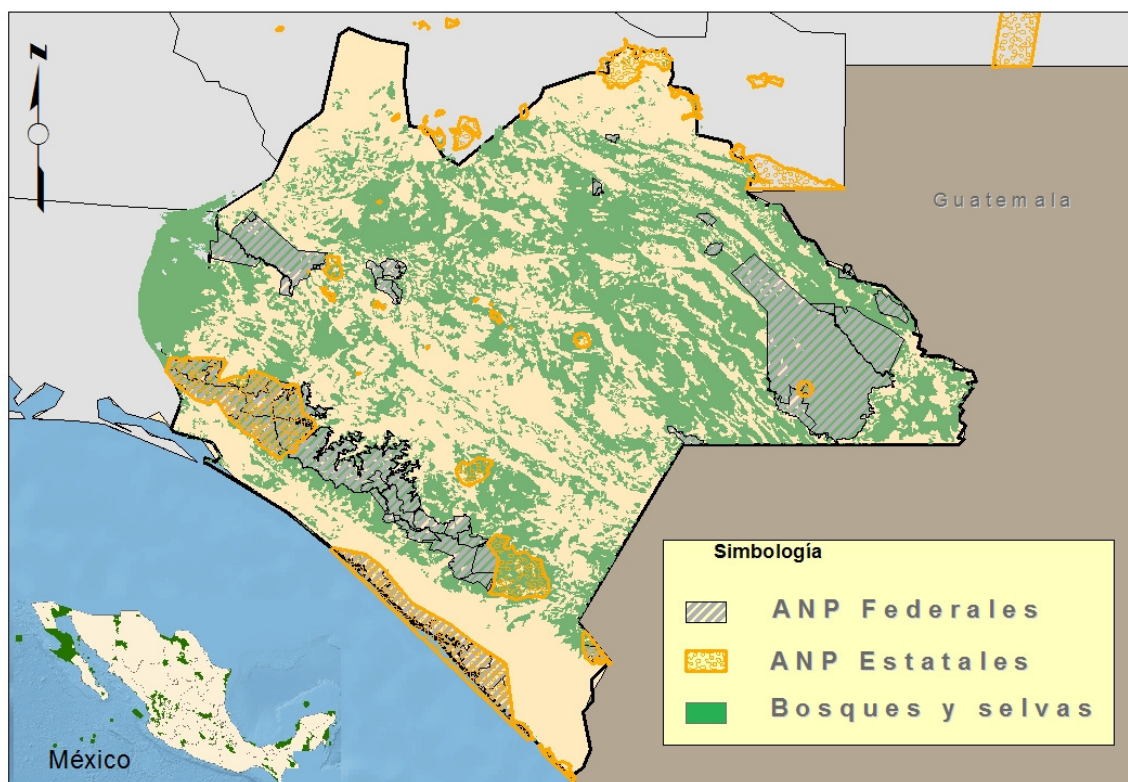 N
Guatemala
Simbología
ANP Federales
ANP Estatales
Bosques y selvas
México